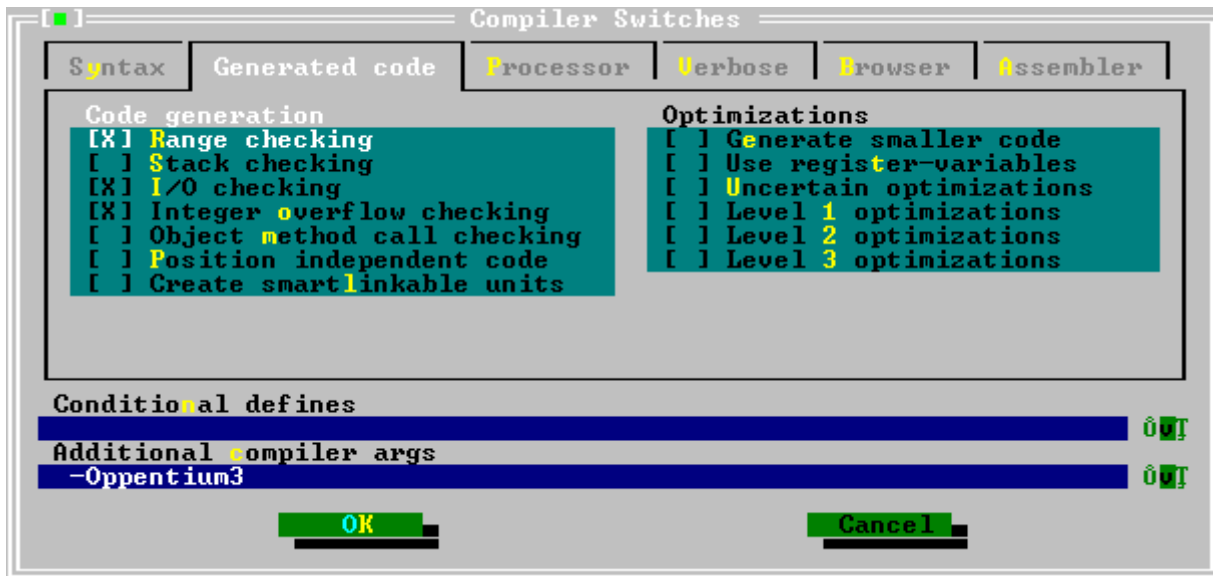 [■] Compiler Switches
Syntax Generated code Processor Verbose Browser Assembler
Code generation
[X] Range checking
[ ] Stack checking
[X] I/O checking
[X] Integer overflow checking
[ ] Object method call checking
[ ] Position independent code
[ ] Create smartlinkable units
Optimizations
[ ] Generate smaller code
[ ] Use register-variables
[ ] Uncertain optimizations
[ ] Level 1 optimizations
[ ] Level 2 optimizations
[ ] Level 3 optimizations
Conditional defines
Additional compiler args
-Oppentium3
OK Cancel